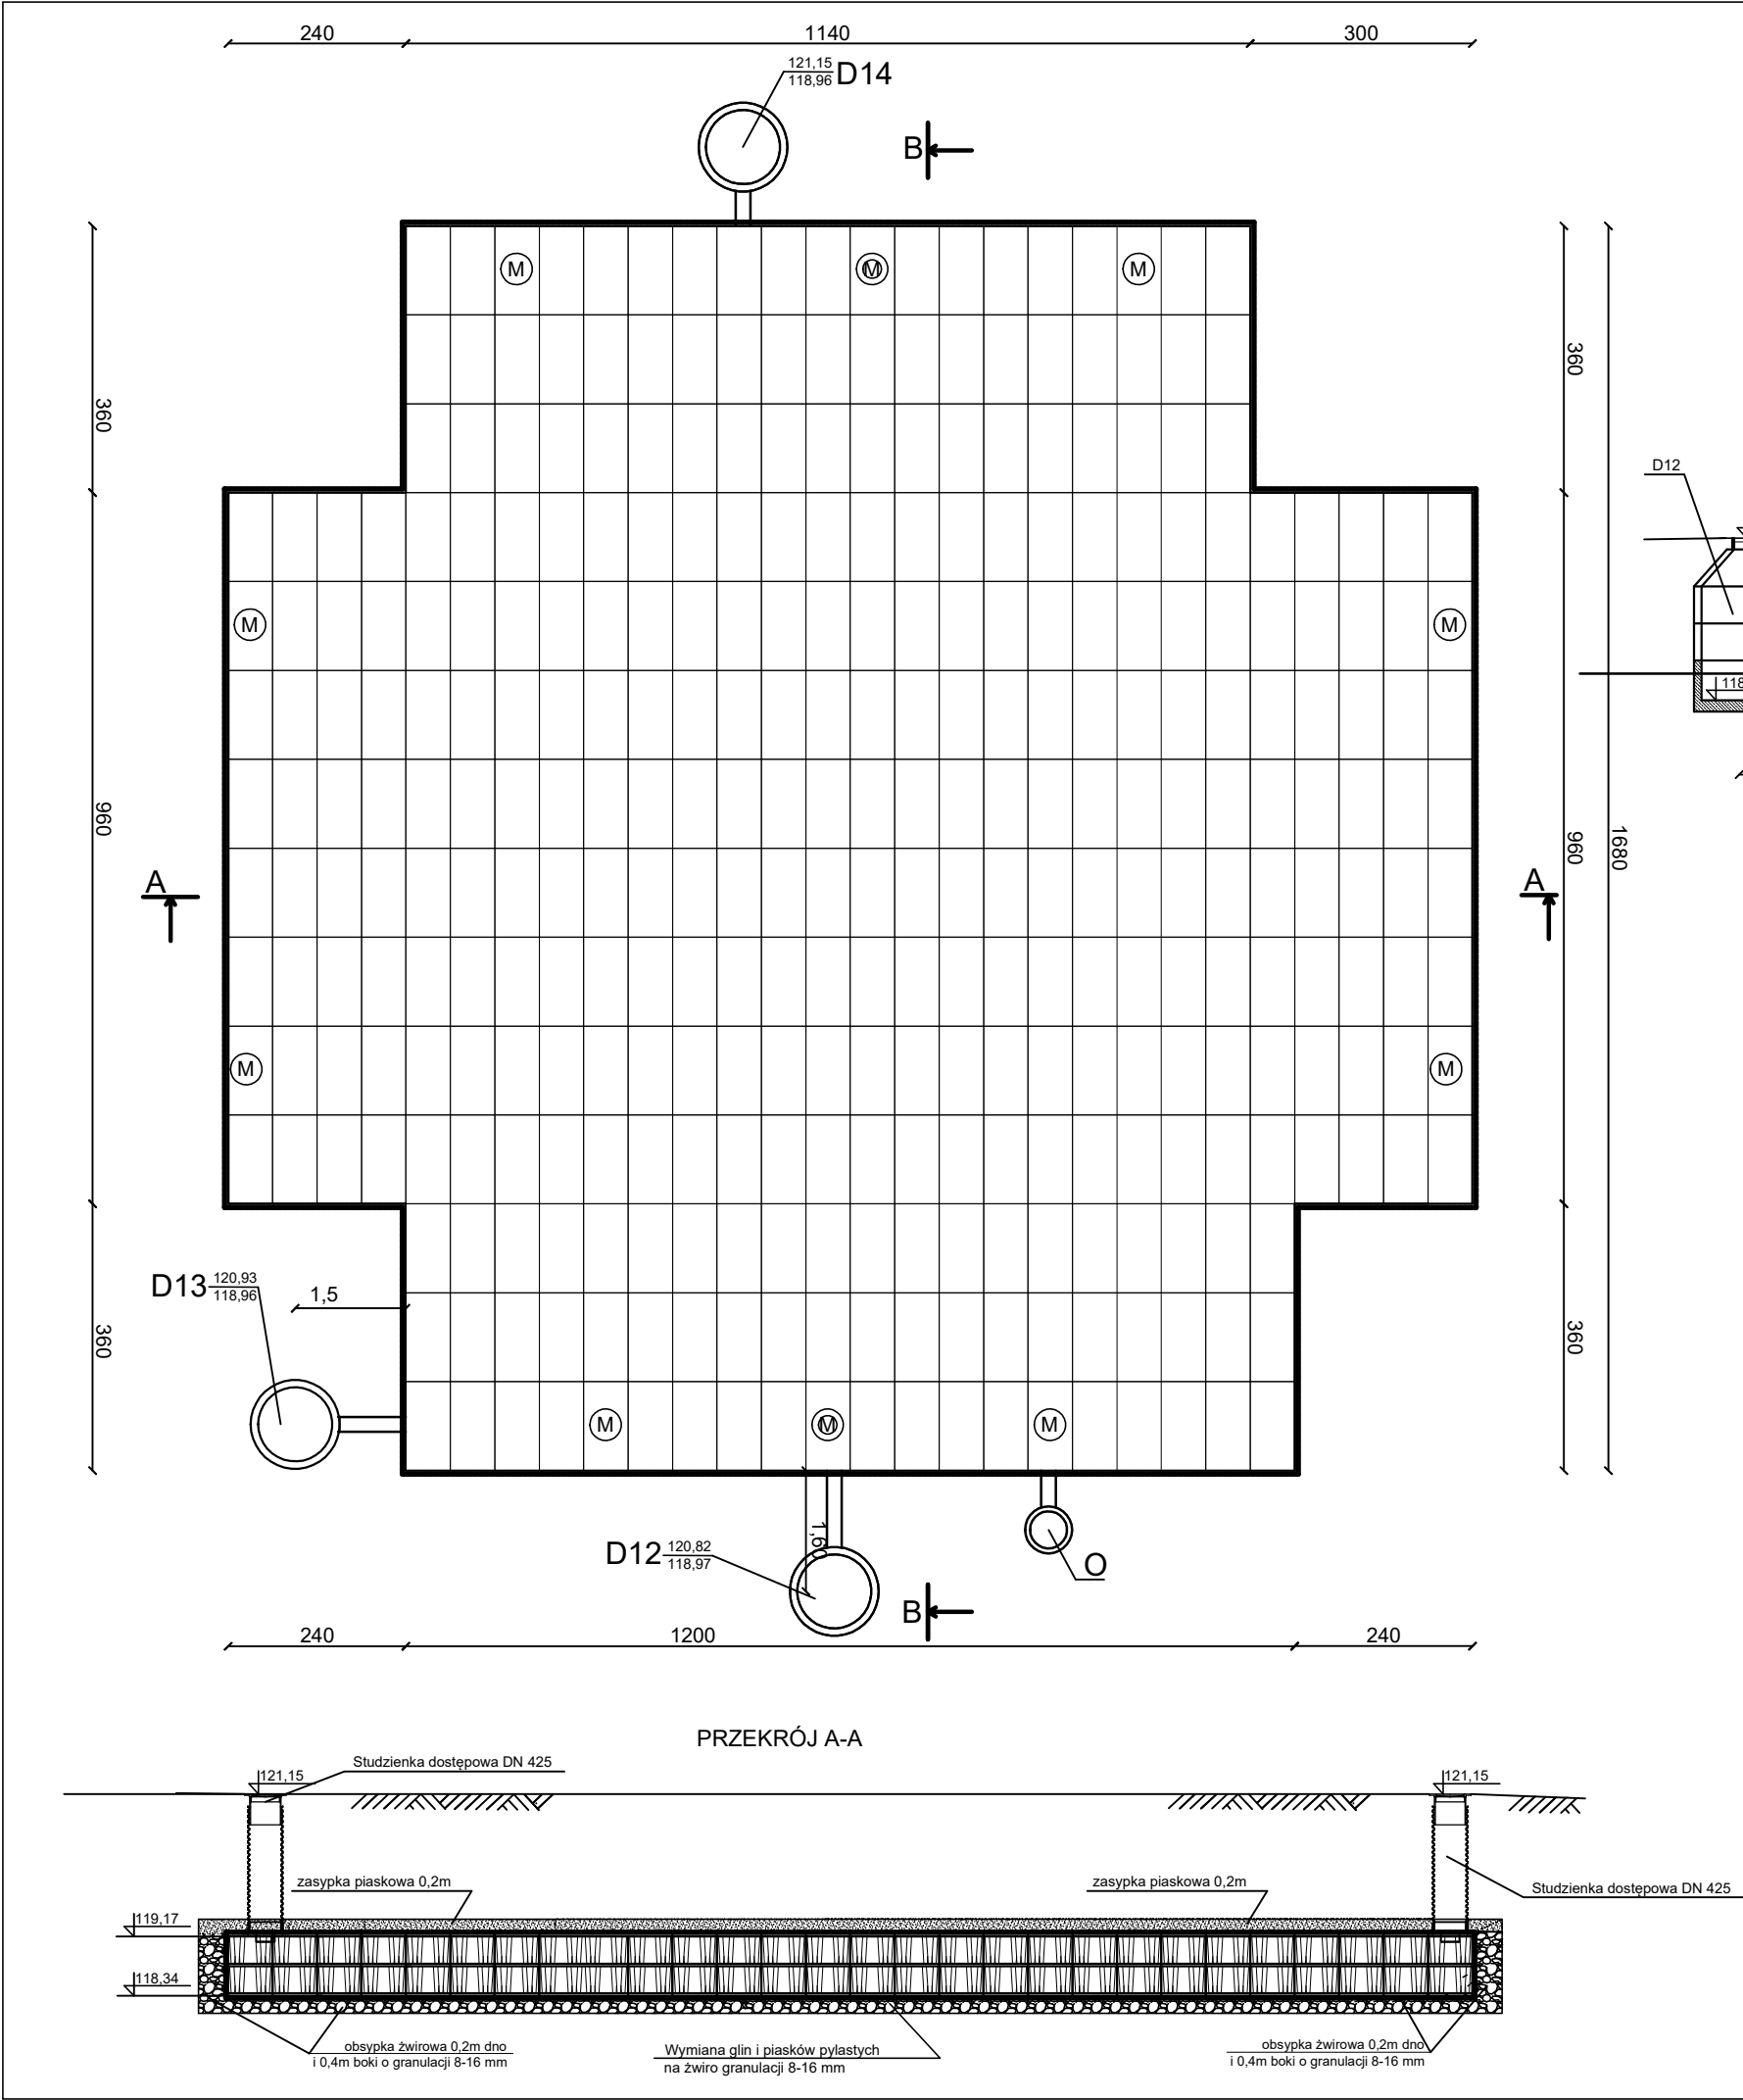 240
1140
300
121,15
118,96
D14
B
M
M
M
360
360
D12
M
M
118
960
960
1680
A
A
M
M
D13
120,93
118,96
1,5
360
360
M
M
M
1,60
D12
120,82
118,97
O
B
240
1200
240
PRZEKRÓJ A-A
Studzienka dostępowa DN 425
121,15
121,15
zasypka piaskowa 0,2m
zasypka piaskowa 0,2m
Studzienka dostępowa DN 425
119,17
118,34
obsypka żwirowa 0,2m dno
i 0,4m boki o granulacji 8-16 mm
Wymiana glin i piasków pylastych
na żwiro granulacji 8-16 mm
obsypka żwirowa 0,2m dno
i 0,4m boki o granulacji 8-16 mm